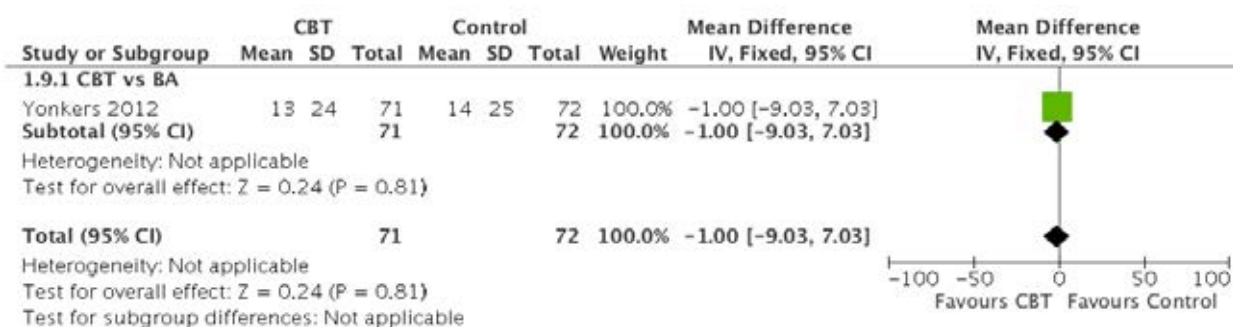 CBT Control Mean Difference Mean Difference
Study or Subgroup Mean SD Total Mean SD Total Weight IV, Fixed, 95% CI IV, Fixed, 95% CI
1.9.1 CBT vs BA
Yonkers 2012 13 24 71 14 25 72 100.0% -1.00 [-9.03, 7.03]
Subtotal (95% CI) 71 72 100.0% -1.00 [-9.03, 7.03]
Heterogeneity: Not applicable
Test for overall effect: Z = 0.24 (P = 0.81)
Total (95% CI) 71 72 100.0% -1.00 [-9.03, 7.03]
Heterogeneity: Not applicable
Test for overall effect: Z = 0.24 (P = 0.81)
Test for subgroup differences: Not applicable
-100 -50 0 50 100
Favours CBT Favours Control